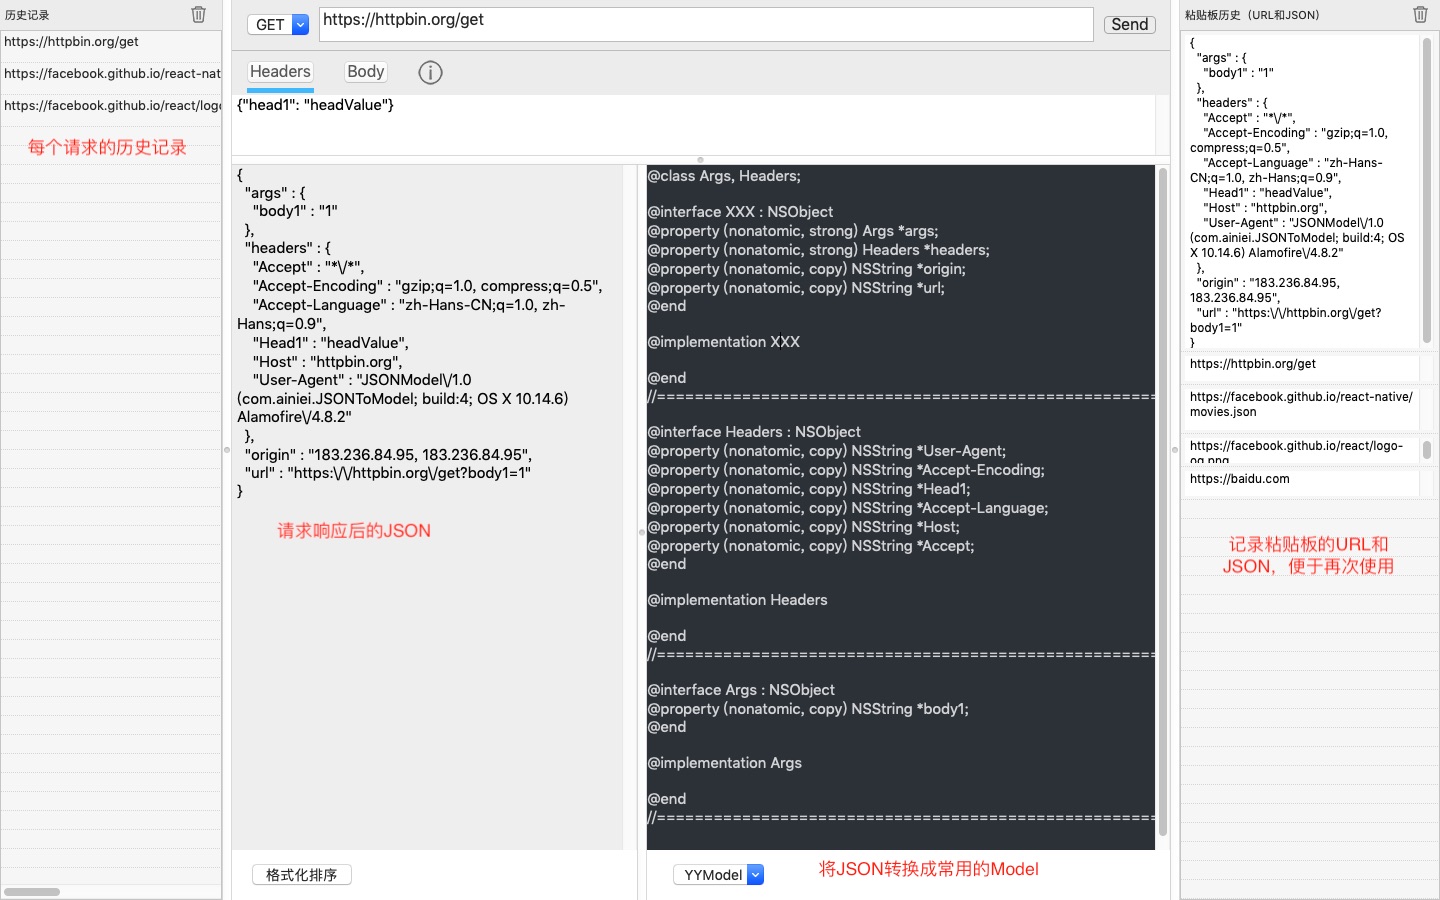 历史记录
https://httpbin.org/get
https://facebook.github.io/react-nat
https://facebook.github.io/react/logo
每个请求的历史记录
GET
https://httpbin.org/get
Send
Headers
Body
{"head1": "headValue"}
{
"args" : {
"body1" : "1"
},
"headers" : {
"Accept" : "*\/*",
"Accept-Encoding" : "gzip;q=1.0, compress;q=0.5",
"Accept-Language" : "zh-Hans-CN;q=1.0, zh-
Hans;q=0.9",
"Head1" : "headValue",
"Host" : "httpbin.org",
"User-Agent" : "JSONModel\/1.0
(com.ainiei.JSONToModel; build:4; OS X 10.14.6)
Alamofire\/4.8.2"
},
"origin" : "183.236.84.95, 183.236.84.95",
"url" : "https:\/\/httpbin.org\/get?body1=1"
}
请求响应后的JSON
格式化排序
@class Args, Headers;
@interface XXX : NSObject
@property (nonatomic, strong) Args *args;
@property (nonatomic, strong) Headers *headers;
@property (nonatomic, copy) NSString *origin;
@property (nonatomic, copy) NSString *url;
@end
@implementation XXX
@end
//=====================================================
@interface Headers : NSObject
@property (nonatomic, copy) NSString *User-Agent;
@property (nonatomic, copy) NSString *Accept-Encoding;
@property (nonatomic, copy) NSString *Head1;
@property (nonatomic, copy) NSString *Accept-Language;
@property (nonatomic, copy) NSString *Host;
@property (nonatomic, copy) NSString *Accept;
@end
@implementation Headers
@end
//=====================================================
@interface Args : NSObject
@property (nonatomic, copy) NSString *body1;
@end
@implementation Args
@end
//=====================================================
YYModel
将JSON转换成常用的Model
粘贴板历史（URL和JSON）
{
"args" : {
"body1" : "1"
},
"headers" : {
"Accept" : "*\/*",
"Accept-Encoding" : "gzip;q=1.0,
compress;q=0.5",
"Accept-Language" : "zh-Hans-
CN;q=1.0, zh-Hans;q=0.9",
"Head1" : "headValue",
"Host" : "httpbin.org",
"User-Agent" : "JSONModel\/1.0
(com.ainiei.JSONToModel; build:4; OS
X 10.14.6) Alamofire\/4.8.2"
},
"origin" : "183.236.84.95,
183.236.84.95",
"url" : "https:\/\/httpbin.org\/get?
body1=1"
}
https://httpbin.org/get
https://facebook.github.io/react-native/
movies.json
https://facebook.github.io/react/logo-
og.png
https://baidu.com
记录粘贴板的URL和
JSON，便于再次使用